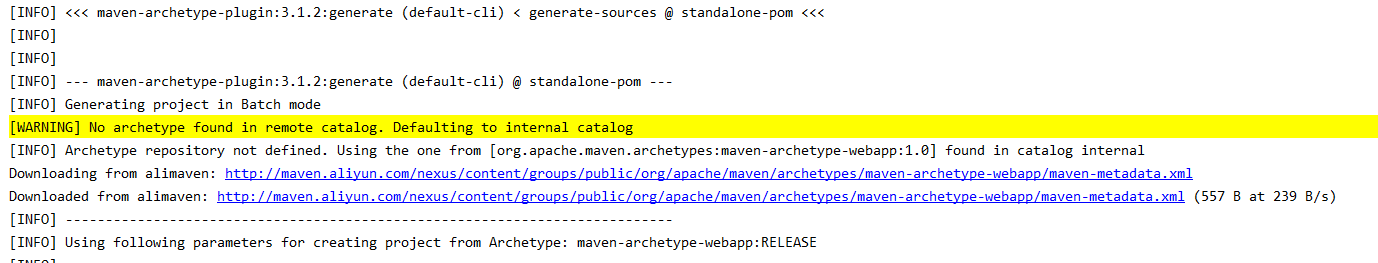 [INFO] <<< maven-archetype-plugin:3.1.2:generate (default-cli) < generate-sources @ standalone-pom <<<
[INFO]
[INFO]
[INFO] --- maven-archetype-plugin:3.1.2:generate (default-cli) @ standalone-pom ---
[INFO] Generating project in Batch mode
[WARNING] No archetype found in remote catalog. Defaulting to internal catalog
[INFO] Archetype repository not defined. Using the one from [org.apache.maven.archetypes:maven-archetype-webapp:1.0] found in catalog internal
Downloading from alimaven: http://maven.aliyun.com/nexus/content/groups/public/org/apache/maven/archetypes/maven-archetype-webapp/maven-metadata.xml
Downloaded from alimaven: http://maven.aliyun.com/nexus/content/groups/public/org/apache/maven/archetypes/maven-archetype-webapp/maven-metadata.xml (557 B at 239 B/s)
[INFO] ----------------------------------------------------------------------------
[INFO] Using following parameters for creating project from Archetype: maven-archetype-webapp:RELEASE
[INFO]